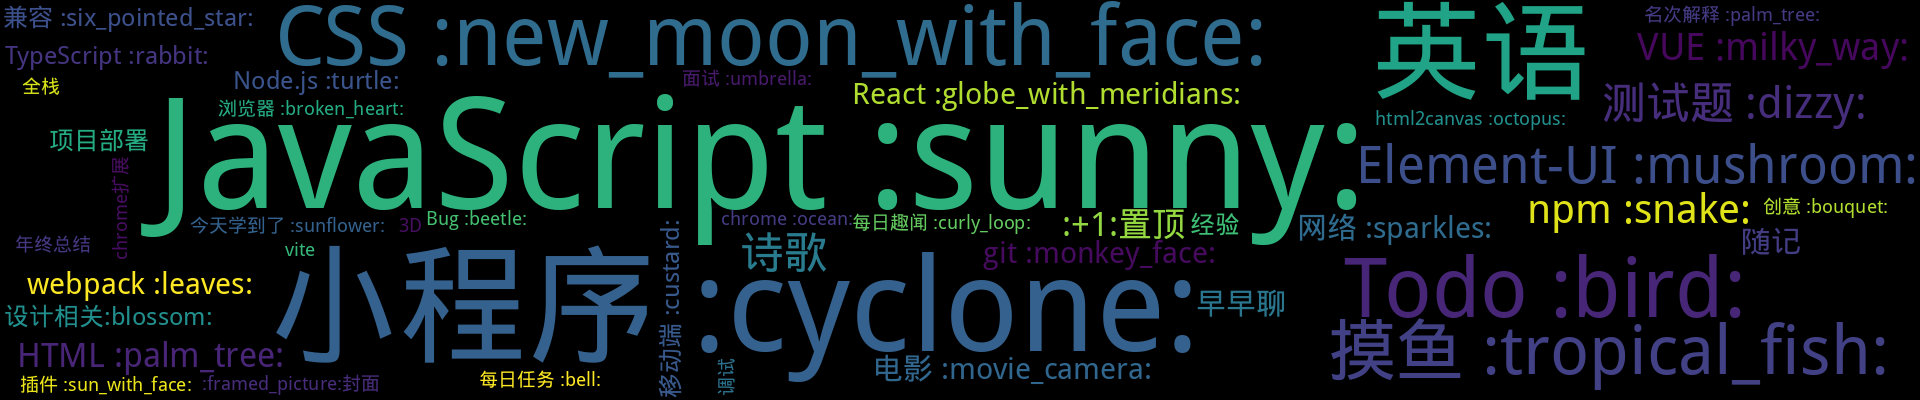 兼容 :six_pointed_star:
CSS :new_moon_with_face:
英语
名次解释 :palm_tree:
TypeScript :rabbit:
VUE :milky_way:
全栈
Node.js :turtle:
面试 :umbrella:
React :globe_with_meridians:
测试题 :dizzy:
浏览器 :broken_heart:
html2canvas :octopus:
项目部署
JavaScript :sunny:
Element-UI :mushroom:
chrome扩展
今天学到了 :sunflower:
3D
Bug :beetle:
chrome :ocean:
每日趣闻 :curly_loop:
:+1:置顶
经验
网络 :sparkles:
npm :snake:
创意 :bouquet:
年终总结
vite
诗歌
git :monkey_face:
随记
webpack :leaves:
小程序 :cyclone:
移动端 :custard:
早早聊
Todo :bird:
设计相关:blossom:
HTML :palm_tree:
摸鱼 :tropical_fish:
插件 :sun_with_face:
:framed_picture:封面
每日任务 :bell:
调试
电影 :movie_camera: